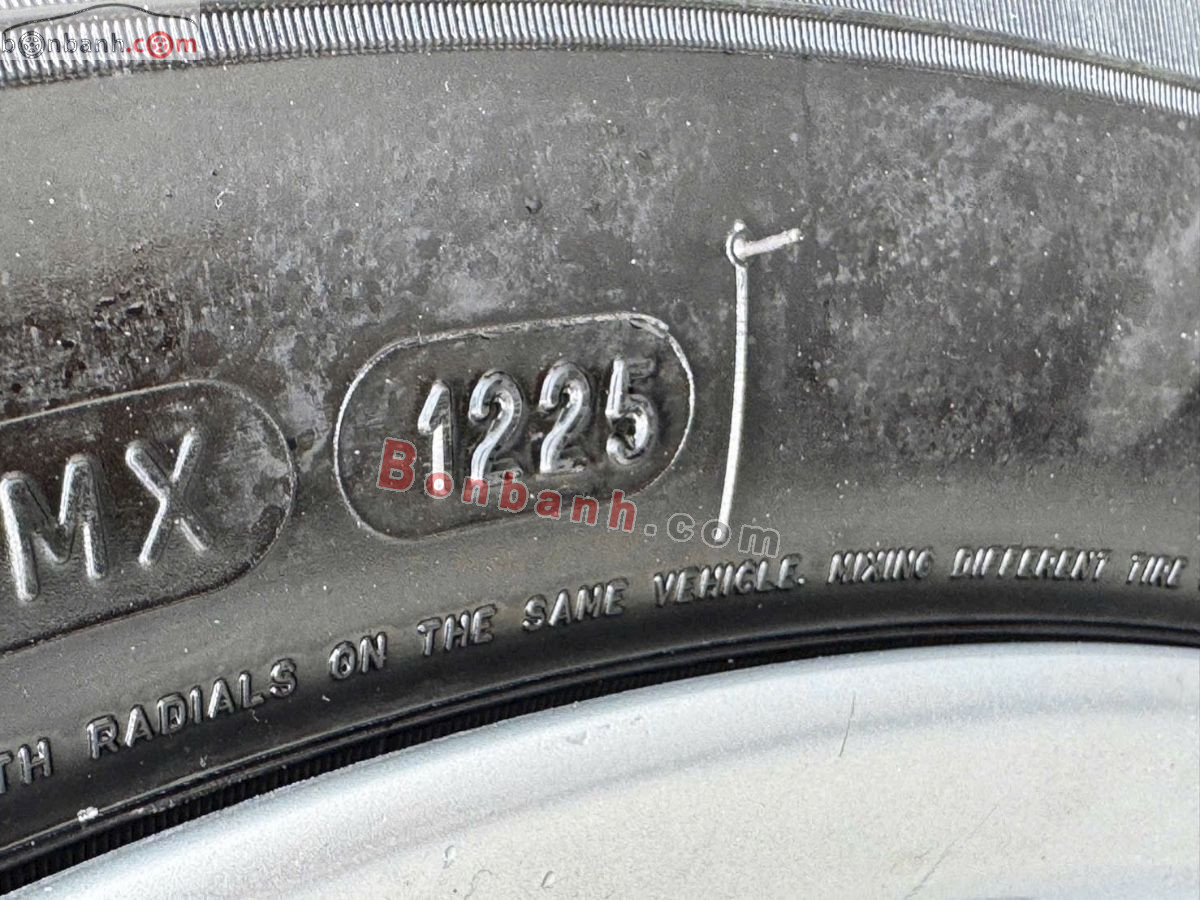 bonbanh.com
MX
1225
Bonbanh.com
TH RADIALS ON THE SAME VEHICLE. MIXING DIFFERENT TIRE